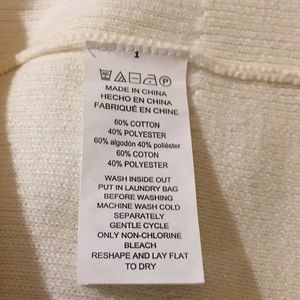 1
MADE IN CHINA
HECHO EN CHINA
FABRIQUÉ EN CHINE
60% COTTON
40% POLYESTER
60% algodón 40% poliéster
60% COTON
40% POLYESTER
WASH INSIDE OUT
PUT IN LAUNDRY BAG
BEFORE WASHING
MACHINE WASH COLD
SEPARATELY
GENTLE CYCLE
ONLY NON-CHLORINE
BLEACH
RESHAPE AND LAY FLAT
TO DRY